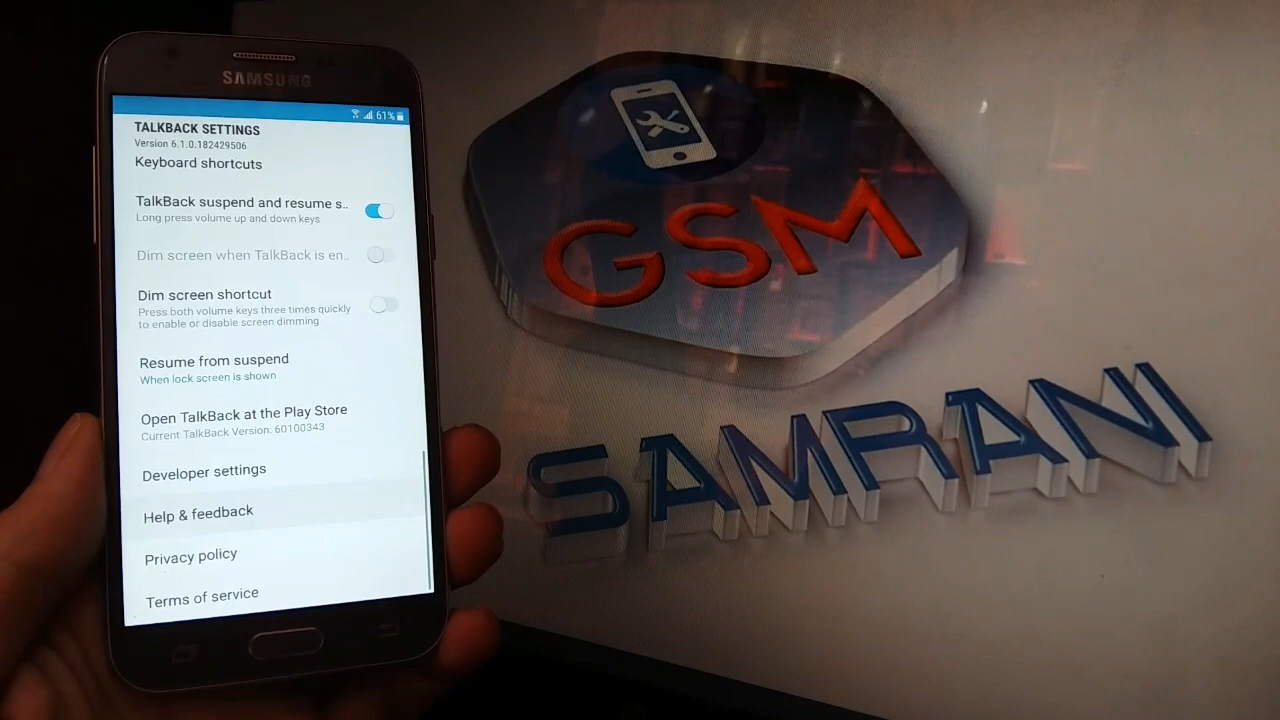 SAMSUNG
61%
TALKBACK SETTINGS
Version 6.1.0.182429506
Keyboard shortcuts
TalkBack suspend and resume s..
Long press volume up and down keys
Dim screen when TalkBack is en..
Dim screen shortcut
Press both volume keys three times quickly
to enable or disable screen dimming
Resume from suspend
When lock screen is shown
Open TalkBack at the Play Store
Current TalkBack Version: 60100343
Developer settings
Help & feedback
Privacy policy
Terms of service
GSM
SAMRANI